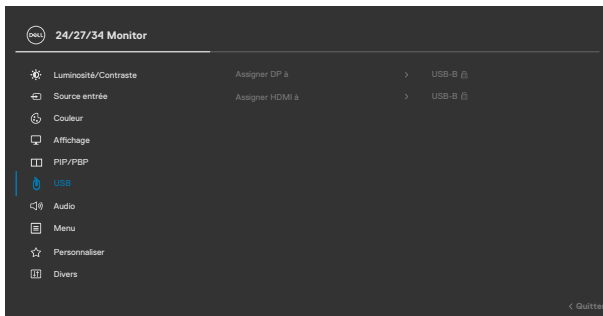 DELL
24/27/34 Monitor
Luminosité/Contraste
Assigner DP à > USB-B
Source entrée
Assigner HDMI à > USB-B
Couleur
Affichage
PIP/PBP
USB
Audio
Menu
Personnaliser
Divers
< Quitter